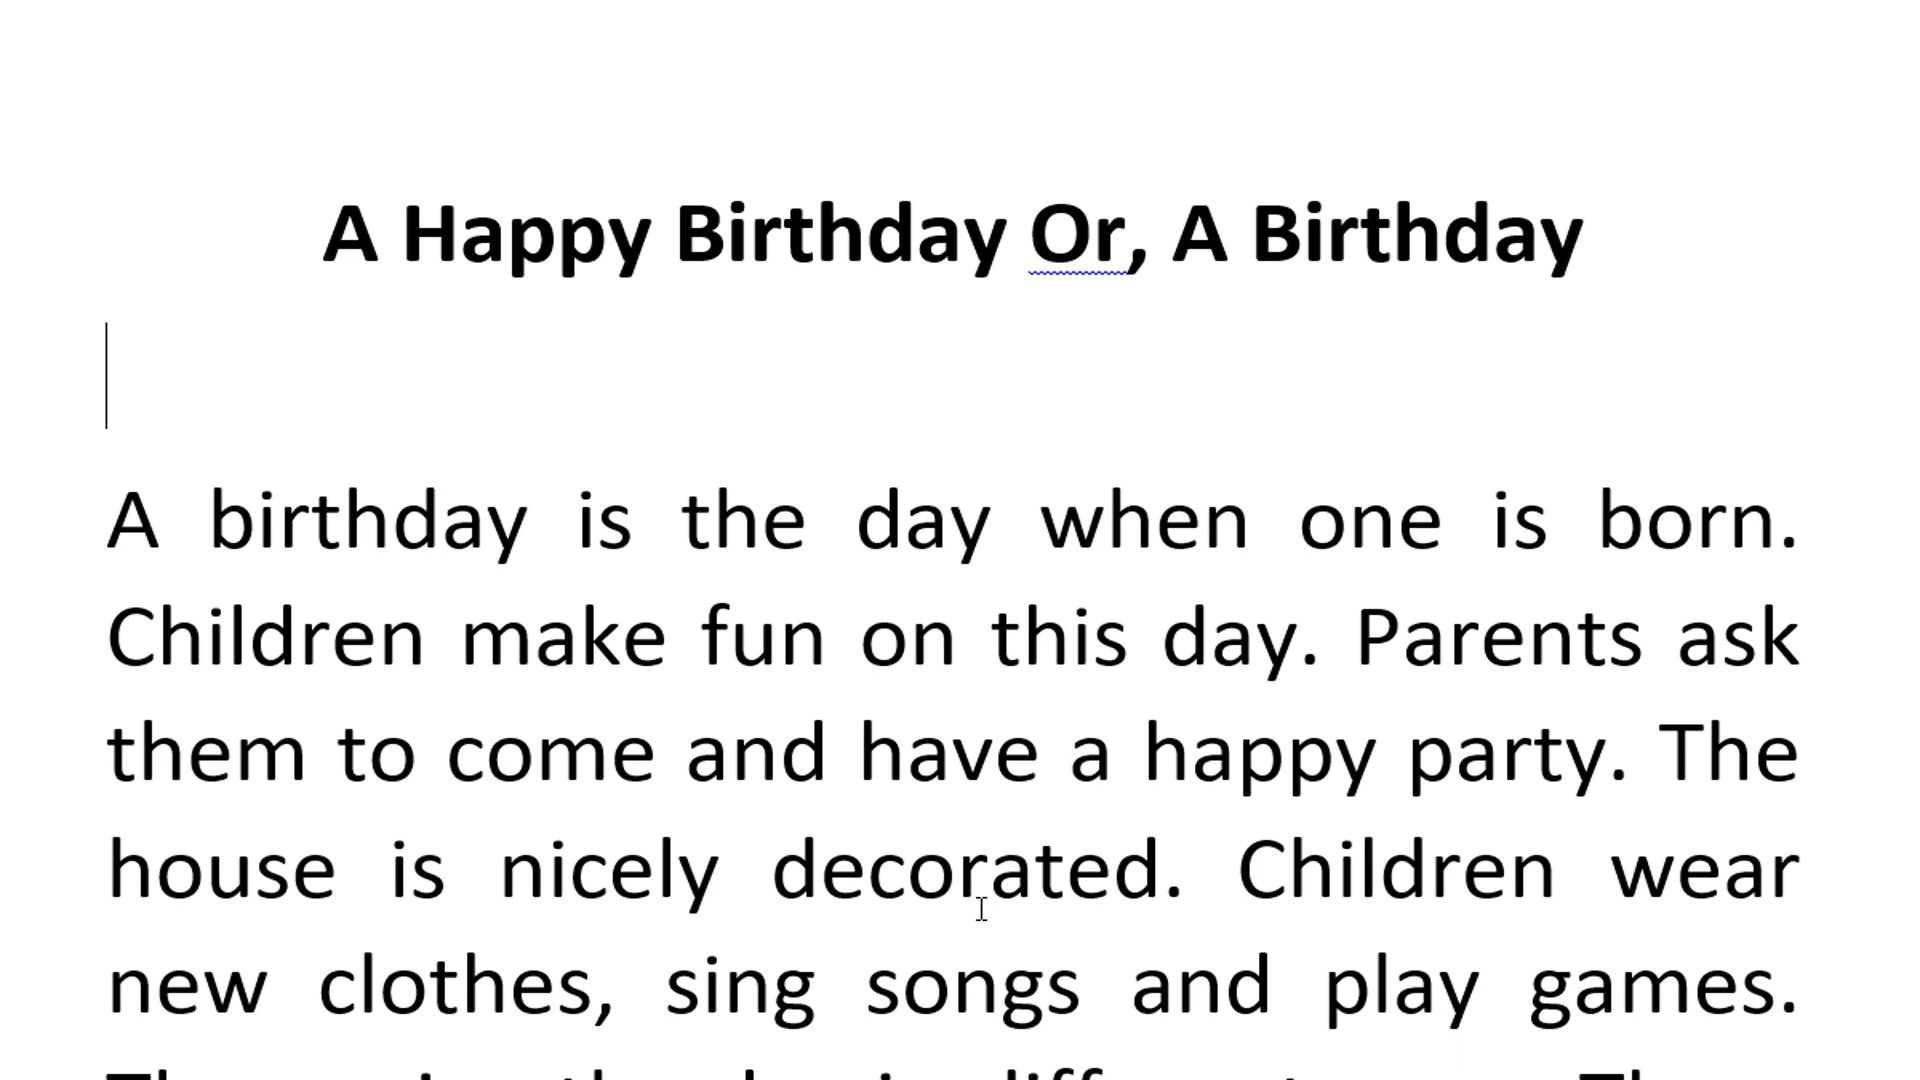 A Happy Birthday Or, A Birthday
A birthday is the day when one is born.
Children make fun on this day. Parents ask
them to come and have a happy party. The
house is nicely decorated. Children wear
new clothes, sing songs and play games.